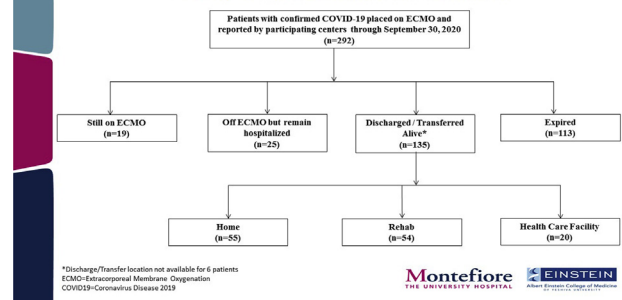 Patients with confirmed COVID-19 placed on ECMO and
reported by participating centers through September 30, 2020
(n=292)
Still on ECMO
(n=19)
Off ECMO but remain
hospitalized
(n=25)
Discharged / Transferred
Alive*
(n=135)
Expired
(n=113)
Home
(n=55)
Rehab
(n=54)
Health Care Facility
(n=20)
*Discharge/Transfer location not available for 6 patients
ECMO=Extracorporeal Membrane Oxygenation
COVID19=Coronavirus Disease 2019
Montefiore
THE UNIVERSITY HOSPITAL
EINSTEIN
Albert Einstein College of Medicine
OF YESHIVA UNIVERSITY